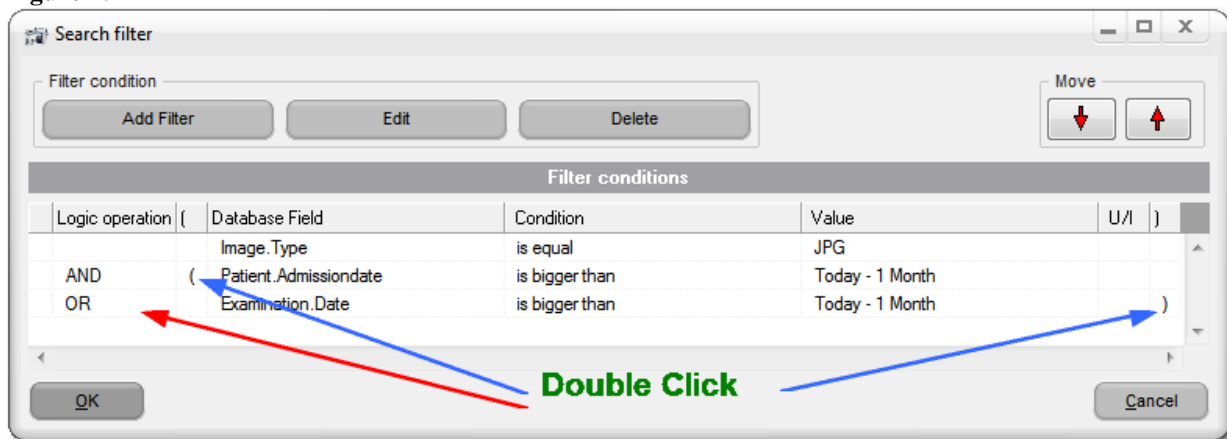 Search filter
Filter condition
Move
Add Filter Edit Delete
Filter conditions
Logic operation ( Database Field Condition Value U/I )
Image.Type is equal JPG
AND ( Patient.Admissiondate is bigger than Today - 1 Month
OR Examination.Date is bigger than Today - 1 Month )
Double Click
OK Cancel